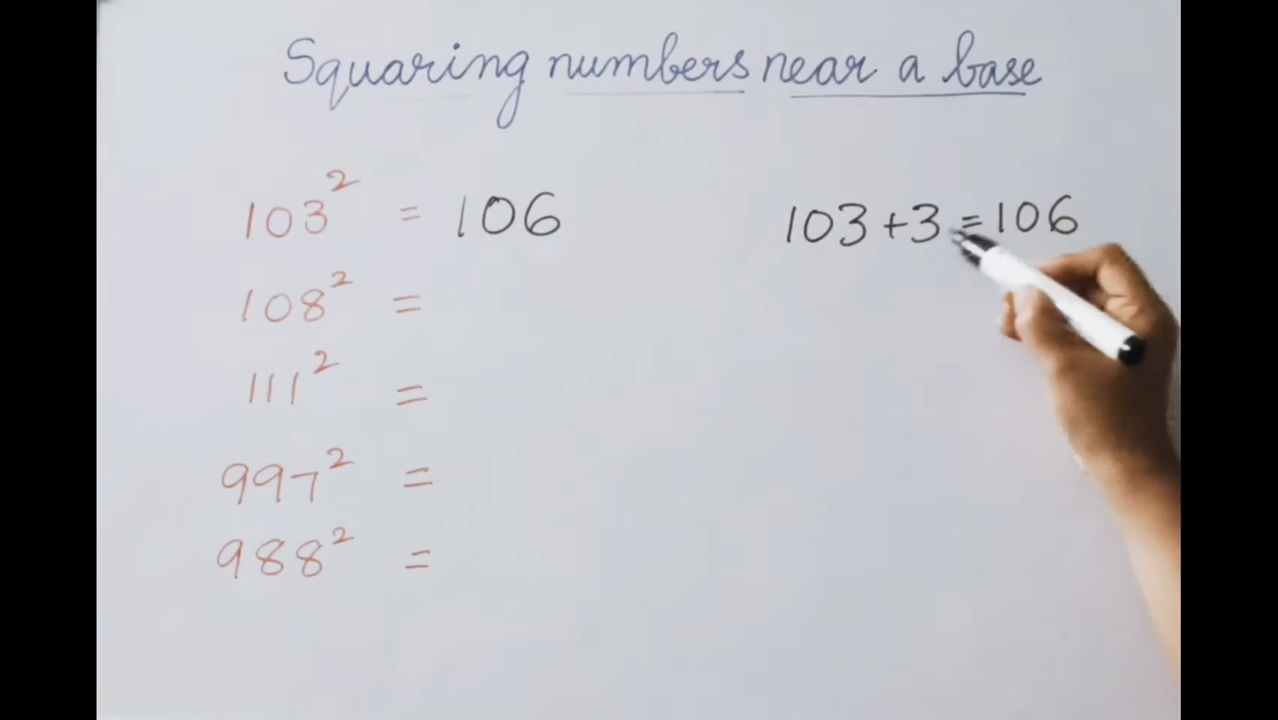 Squaring numbers near a base
103² = 106
103 + 3 = 106
108² =
111² =
997² =
988² =